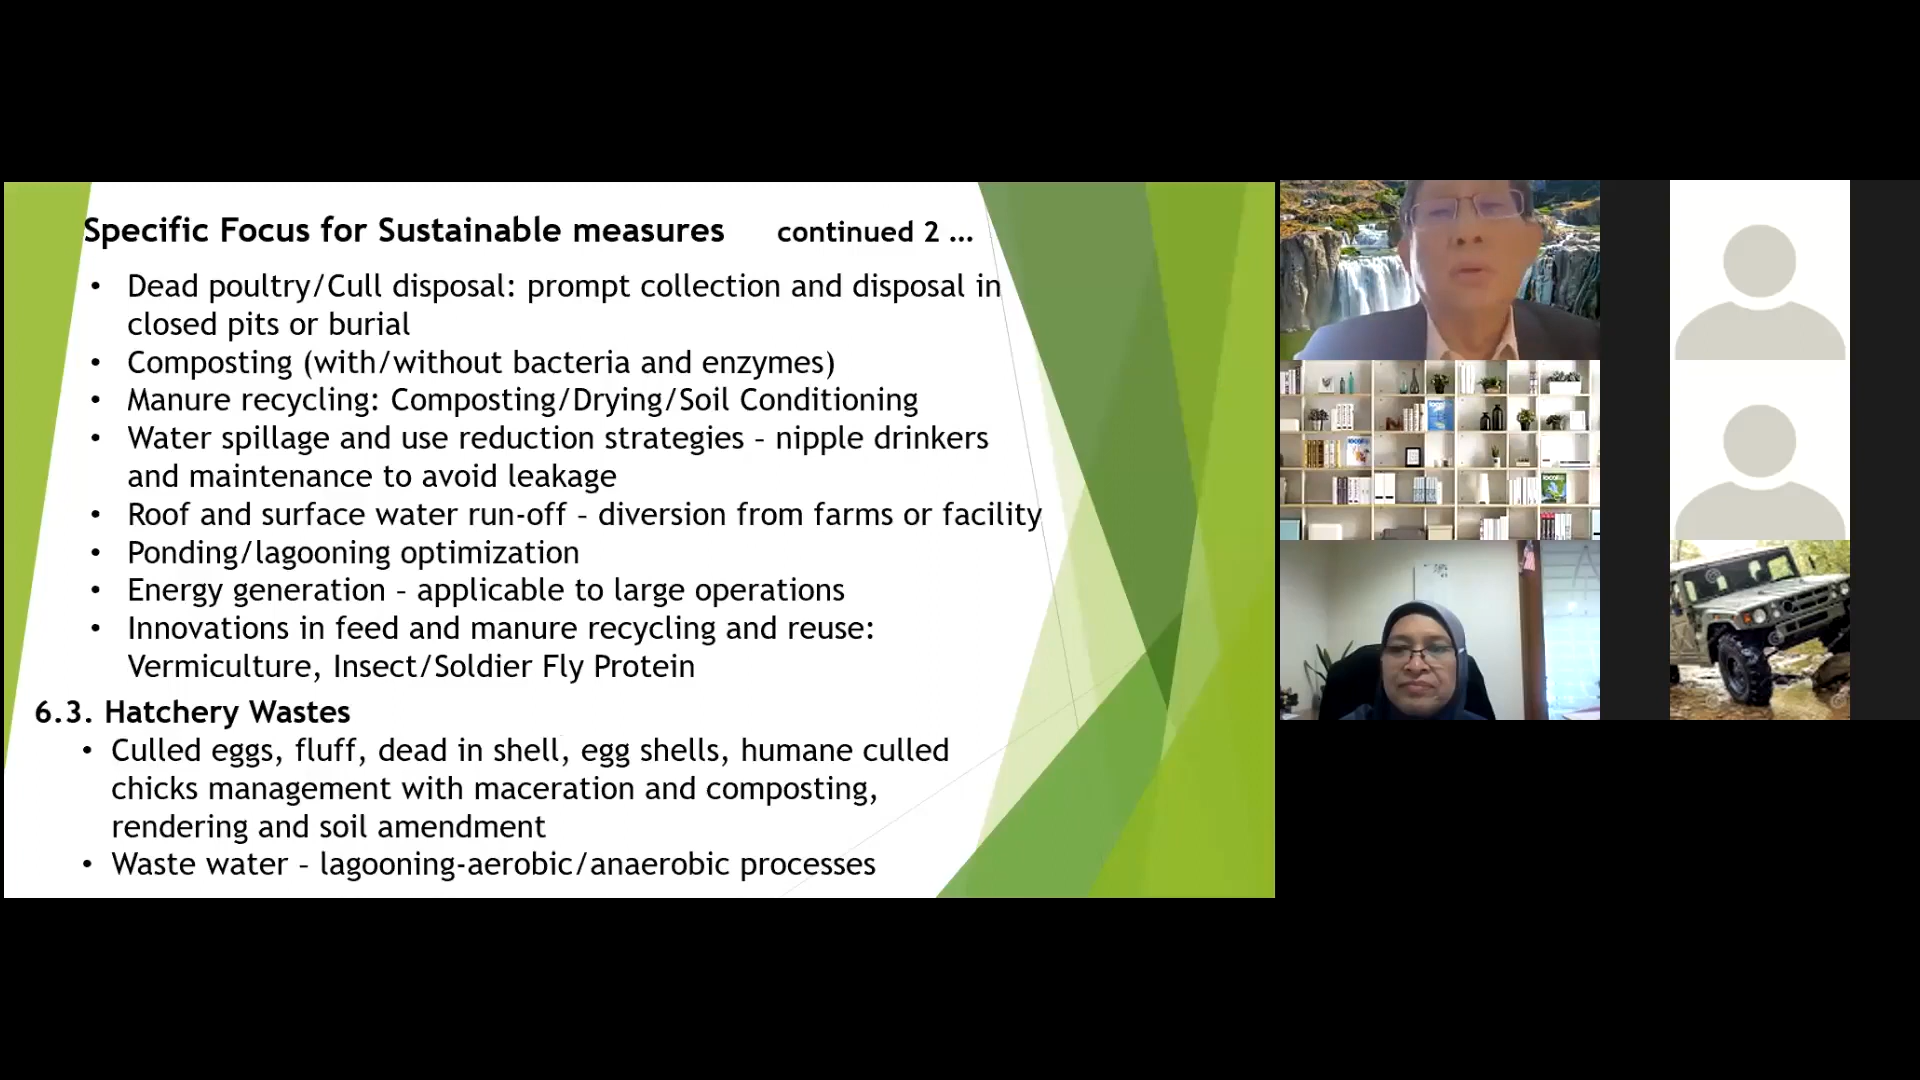 Specific Focus for Sustainable measures continued 2 ...
• Dead poultry/Cull disposal: prompt collection and disposal in
closed pits or burial
• Composting (with/without bacteria and enzymes)
• Manure recycling: Composting/Drying/Soil Conditioning
• Water spillage and use reduction strategies – nipple drinkers
and maintenance to avoid leakage
• Roof and surface water run-off – diversion from farms or facility
• Ponding/lagooning optimization
• Energy generation – applicable to large operations
• Innovations in feed and manure recycling and reuse:
Vermiculture, Insect/Soldier Fly Protein
6.3. Hatchery Wastes
• Culled eggs, fluff, dead in shell, egg shells, humane culled
chicks management with maceration and composting,
rendering and soil amendment
• Waste water – lagooning-aerobic/anaerobic processes
local
local